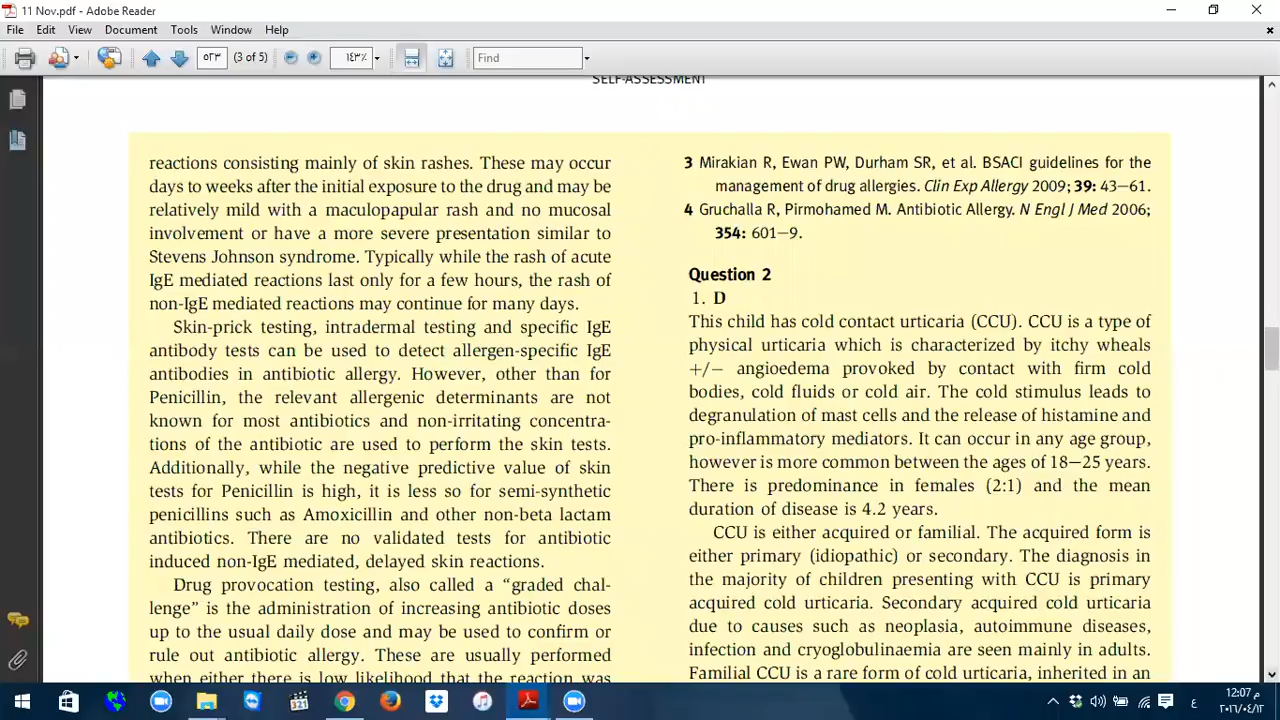 11 Nov.pdf - Adobe Reader
File Edit View Document Tools Window Help
٥٢٣ (3 of 5) ١٤٣% Find
SELF-ASSESSMENT
reactions consisting mainly of skin rashes. These may occur
days to weeks after the initial exposure to the drug and may be
relatively mild with a maculopapular rash and no mucosal
involvement or have a more severe presentation similar to
Stevens Johnson syndrome. Typically while the rash of acute
IgE mediated reactions last only for a few hours, the rash of
non-IgE mediated reactions may continue for many days.
Skin-prick testing, intradermal testing and specific IgE
antibody tests can be used to detect allergen-specific IgE
antibodies in antibiotic allergy. However, other than for
Penicillin, the relevant allergenic determinants are not
known for most antibiotics and non-irritating concentra-
tions of the antibiotic are used to perform the skin tests.
Additionally, while the negative predictive value of skin
tests for Penicillin is high, it is less so for semi-synthetic
penicillins such as Amoxicillin and other non-beta lactam
antibiotics. There are no validated tests for antibiotic
induced non-IgE mediated, delayed skin reactions.
Drug provocation testing, also called a “graded chal-
lenge” is the administration of increasing antibiotic doses
up to the usual daily dose and may be used to confirm or
rule out antibiotic allergy. These are usually performed
when either there is low likelihood that the reaction was
3 Mirakian R, Ewan PW, Durham SR, et al. BSACI guidelines for the
management of drug allergies. Clin Exp Allergy 2009; 39: 43–61.
4 Gruchalla R, Pirmohamed M. Antibiotic Allergy. N Engl J Med 2006;
354: 601–9.
Question 2
1. D
This child has cold contact urticaria (CCU). CCU is a type of
physical urticaria which is characterized by itchy wheals
+/− angioedema provoked by contact with firm cold
bodies, cold fluids or cold air. The cold stimulus leads to
degranulation of mast cells and the release of histamine and
pro-inflammatory mediators. It can occur in any age group,
however is more common between the ages of 18–25 years.
There is predominance in females (2:1) and the mean
duration of disease is 4.2 years.
CCU is either acquired or familial. The acquired form is
either primary (idiopathic) or secondary. The diagnosis in
the majority of children presenting with CCU is primary
acquired cold urticaria. Secondary acquired cold urticaria
due to causes such as neoplasia, autoimmune diseases,
infection and cryoglobulinaemia are seen mainly in adults.
Familial CCU is a rare form of cold urticaria, inherited in an
321
ع
12:07 م
٢٠١٦/٠٤/١٢